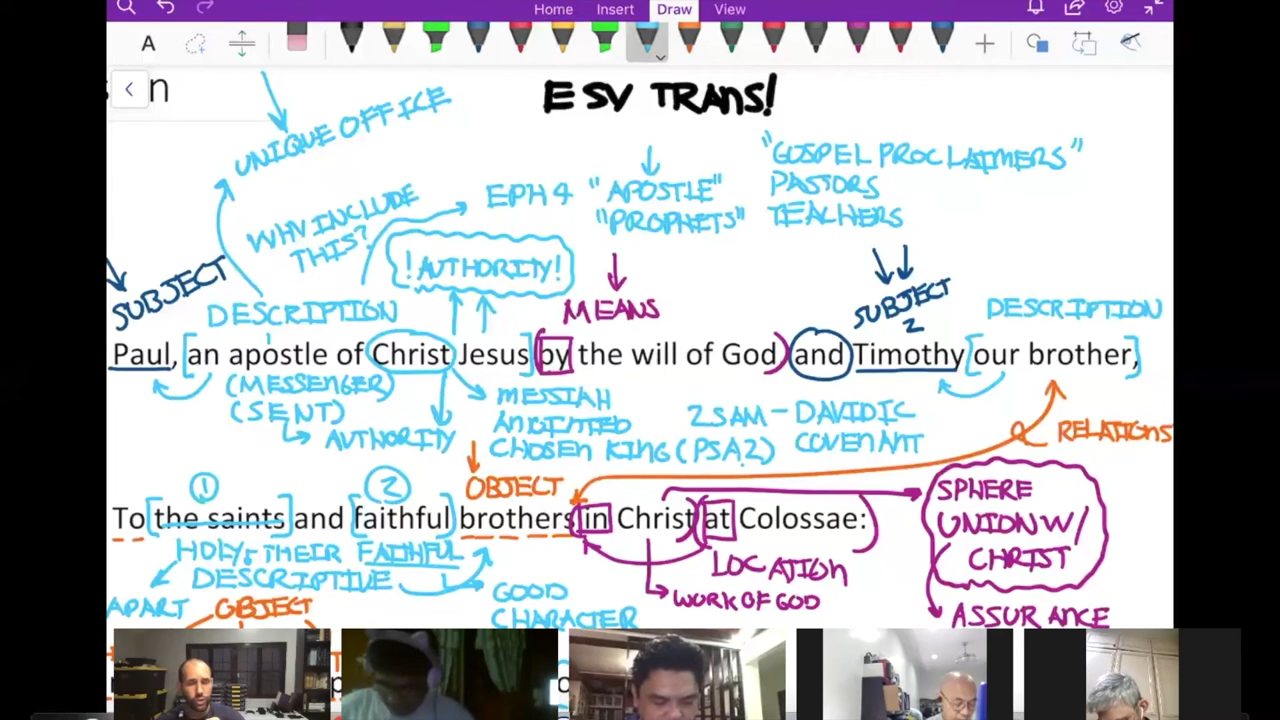 Home Insert Draw View
A
n
ESV TRANS!
UNIQUE OFFICE
"GOSPEL PROCLAIMERS"
EPH 4 "APOSTLE" PASTORS
"PROPHETS" TEACHERS
WHY INCLUDE
THIS?
!AUTHORITY!
SUBJECT
DESCRIPTION
MEANS
SUBJECT
2
DESCRIPTION
Paul, [an apostle of Christ Jesus] (by the will of God) and Timothy [our brother,]
(MESSENGER)
(SENT)
AUTHORITY
MESSIAH
ANOINTED
CHOSEN KING (PSA.2)
2 SAM - DAVIDIC
COVENANT
RELATIONS
1
2
OBJECT
To [the saints] and [faithful] brothers (in Christ) (at Colossae:)
SPHERE
UNION W/
CHRIST
HOLY; THEIR FAITHFUL
DESCRIPTIVE
LOCATION
WORK OF GOD
GOOD
CHARACTER
ASSURANCE
APART
OBJECT